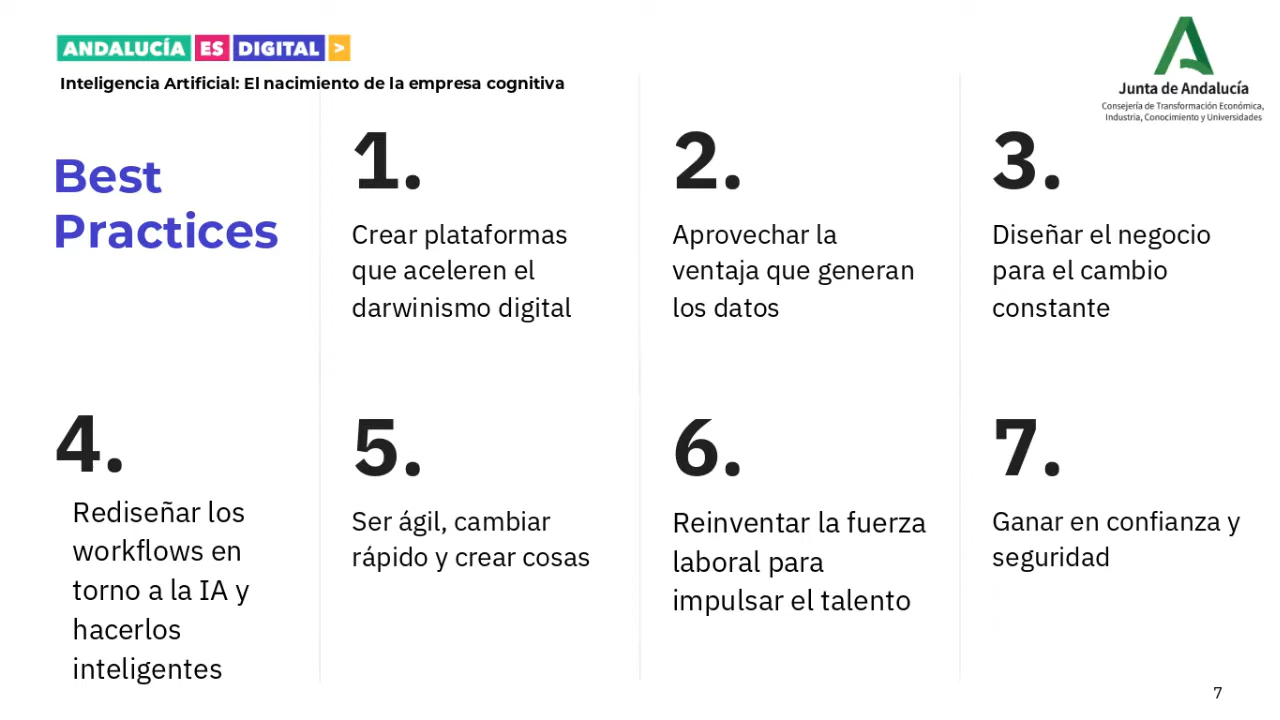 ANDALUCÍA ES DIGITAL >
Inteligencia Artificial: El nacimiento de la empresa cognitiva
Junta de Andalucía
Consejería de Transformación Económica,
Industria, Conocimiento y Universidades
Best
Practices
1.
Crear plataformas
que aceleren el
darwinismo digital
2.
Aprovechar la
ventaja que generan
los datos
3.
Diseñar el negocio
para el cambio
constante
4.
Rediseñar los
workflows en
torno a la IA y
hacerlos
inteligentes
5.
Ser ágil, cambiar
rápido y crear cosas
6.
Reinventar la fuerza
laboral para
impulsar el talento
7.
Ganar en confianza y
seguridad
7